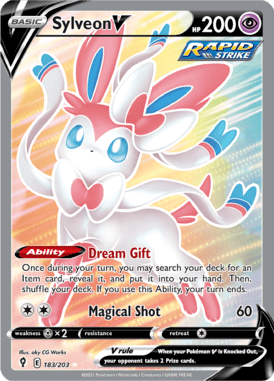 BASIC Sylveon V HP 200
RAPID STRIKE
Ability Dream Gift
Once during your turn, you may search your deck for an
Item card, reveal it, and put it into your hand. Then,
shuffle your deck. If you use this Ability, your turn ends.
Magical Shot 60
weakness ×2 resistance retreat
Illus. aky CG Works
V rule When your Pokémon V is Knocked Out,
your opponent takes 2 Prize cards.
E 183/203
©2021 Pokémon / Nintendo / Creatures / GAME FREAK